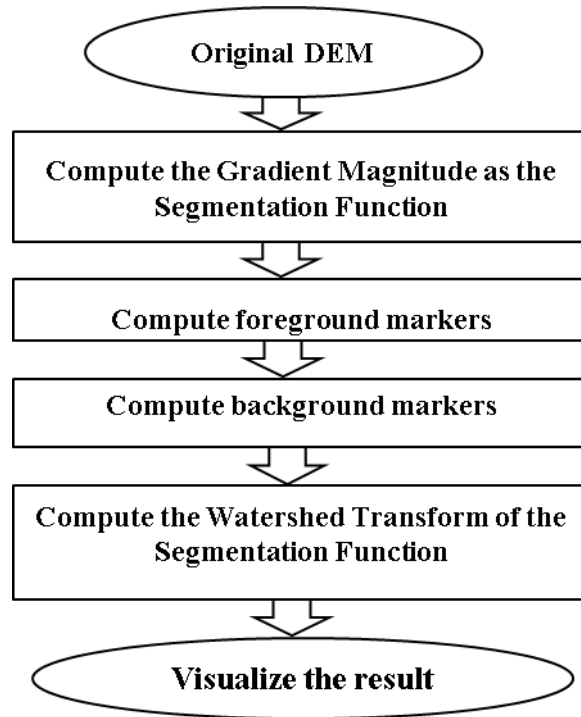 Original DEM
Compute the Gradient Magnitude as the
Segmentation Function
Compute foreground markers
Compute background markers
Compute the Watershed Transform of the
Segmentation Function
Visualize the result